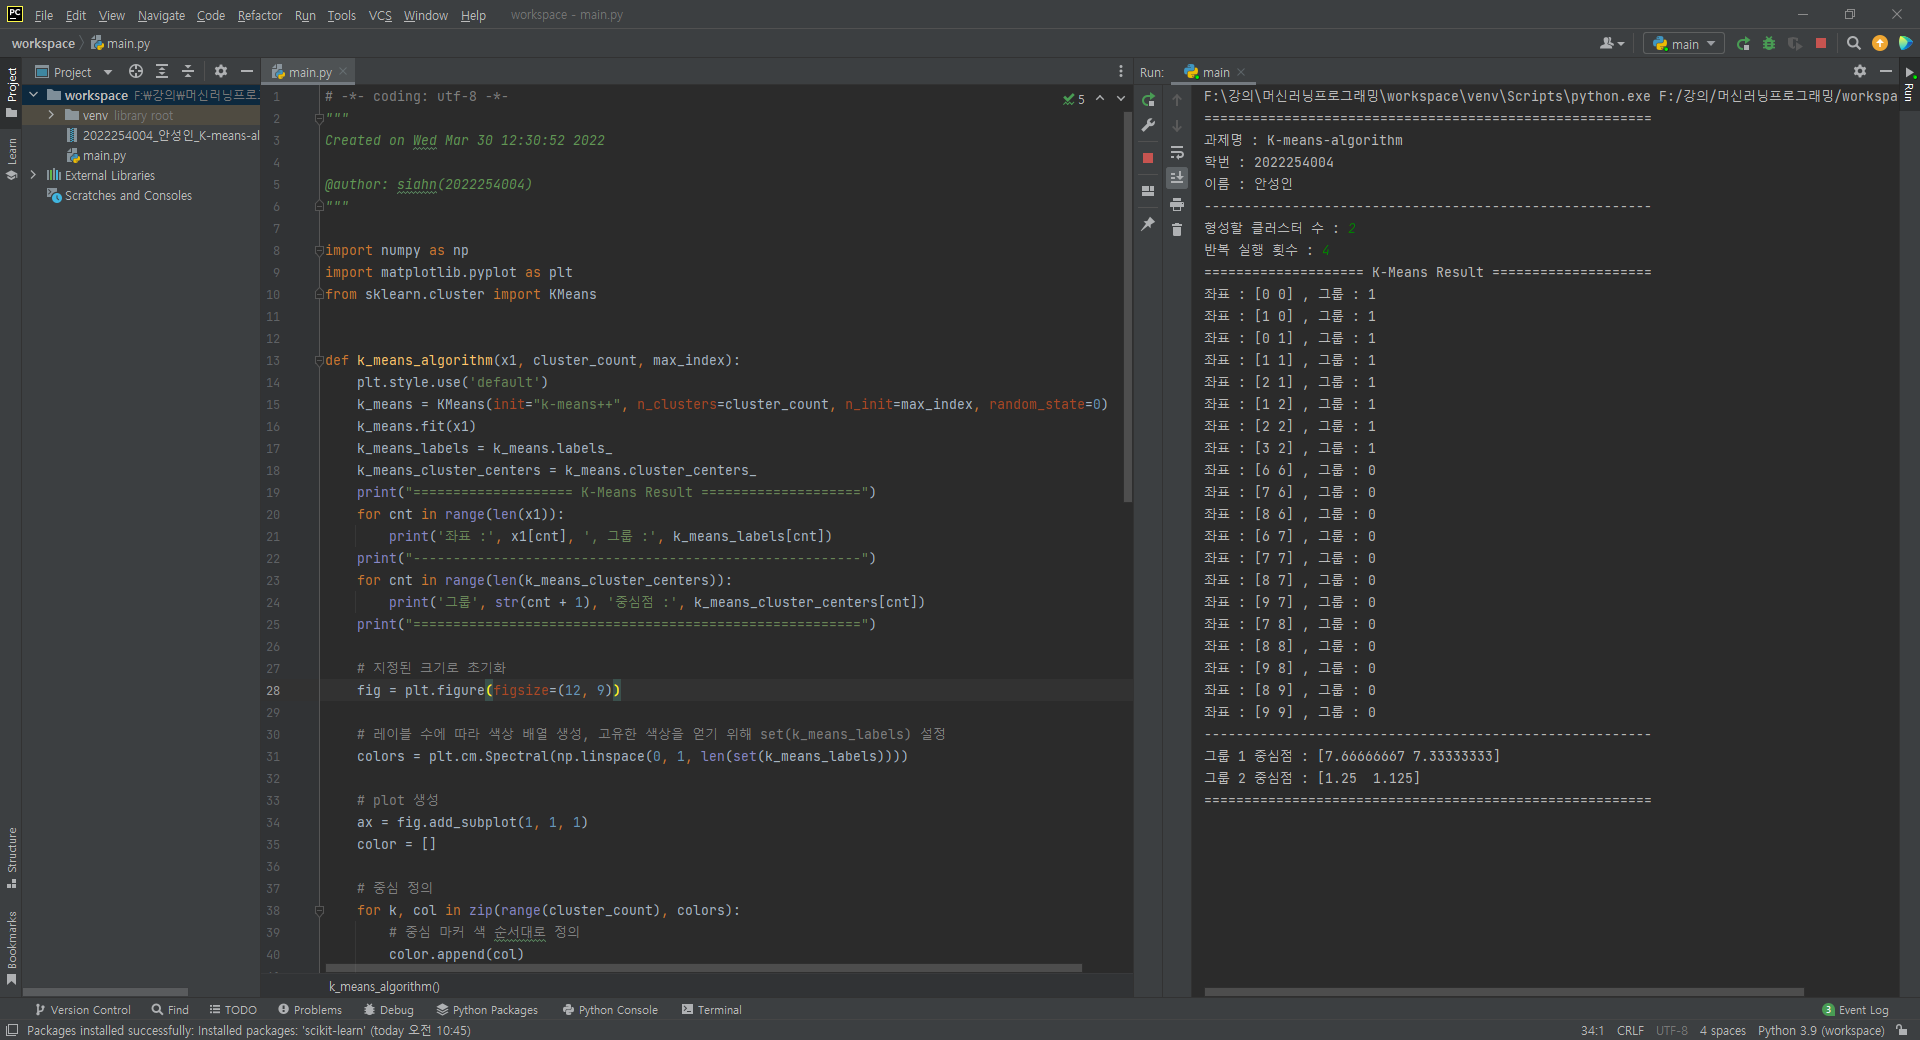 PC File Edit View Navigate Code Refactor Run Tools VCS Window Help workspace - main.py
workspace main.py main
Project Run: main
main.py
Project
Learn
Structure
Bookmarks
workspace F:₩강의₩머신러닝프로그
venv library root
2022254004_안성인_K-means-al
main.py
External Libraries
Scratches and Consoles
5
1 # -*- coding: utf-8 -*-
2 """
3 Created on Wed Mar 30 12:30:52 2022
4
5 @author: siahn(2022254004)
6 """
7
8 import numpy as np
9 import matplotlib.pyplot as plt
10 from sklearn.cluster import KMeans
11
12
13 def k_means_algorithm(x1, cluster_count, max_index):
14 plt.style.use('default')
15 k_means = KMeans(init="k-means++", n_clusters=cluster_count, n_init=max_index, random_state=0)
16 k_means.fit(x1)
17 k_means_labels = k_means.labels_
18 k_means_cluster_centers = k_means.cluster_centers_
19 print("==================== K-Means Result ====================")
20 for cnt in range(len(x1)):
21 print('좌표 :', x1[cnt], ', 그룹 :', k_means_labels[cnt])
22 print("--------------------------------------------------------")
23 for cnt in range(len(k_means_cluster_centers)):
24 print('그룹', str(cnt + 1), '중심점 :', k_means_cluster_centers[cnt])
25 print("========================================================")
26
27 # 지정된 크기로 초기화
28 fig = plt.figure(figsize=(12, 9))
29
30 # 레이블 수에 따라 색상 배열 생성, 고유한 색상을 얻기 위해 set(k_means_labels) 설정
31 colors = plt.cm.Spectral(np.linspace(0, 1, len(set(k_means_labels))))
32
33 # plot 생성
34 ax = fig.add_subplot(1, 1, 1)
35 color = []
36
37 # 중심 정의
38 for k, col in zip(range(cluster_count), colors):
39 # 중심 마커 색 순서대로 정의
40 color.append(col)
k_means_algorithm()
F:\강의\머신러닝프로그래밍\workspace\venv\Scripts\python.exe F:/강의/머신러닝프로그래밍/workspa
========================================================
과제명 : K-means-algorithm
학번 : 2022254004
이름 : 안성인
--------------------------------------------------------
형성할 클러스터 수 : 2
반복 실행 횟수 : 4
==================== K-Means Result ====================
좌표 : [0 0] , 그룹 : 1
좌표 : [1 0] , 그룹 : 1
좌표 : [0 1] , 그룹 : 1
좌표 : [1 1] , 그룹 : 1
좌표 : [2 1] , 그룹 : 1
좌표 : [1 2] , 그룹 : 1
좌표 : [2 2] , 그룹 : 1
좌표 : [3 2] , 그룹 : 1
좌표 : [6 6] , 그룹 : 0
좌표 : [7 6] , 그룹 : 0
좌표 : [8 6] , 그룹 : 0
좌표 : [6 7] , 그룹 : 0
좌표 : [7 7] , 그룹 : 0
좌표 : [8 7] , 그룹 : 0
좌표 : [9 7] , 그룹 : 0
좌표 : [7 8] , 그룹 : 0
좌표 : [8 8] , 그룹 : 0
좌표 : [9 8] , 그룹 : 0
좌표 : [8 9] , 그룹 : 0
좌표 : [9 9] , 그룹 : 0
--------------------------------------------------------
그룹 1 중심점 : [7.66666667 7.33333333]
그룹 2 중심점 : [1.25  1.125]
========================================================
Run
Version Control Find TODO Problems Debug Python Packages Python Console Terminal 3 Event Log
Packages installed successfully: Installed packages: 'scikit-learn' (today 오전 10:45) 34:1 CRLF UTF-8 4 spaces Python 3.9 (workspace)